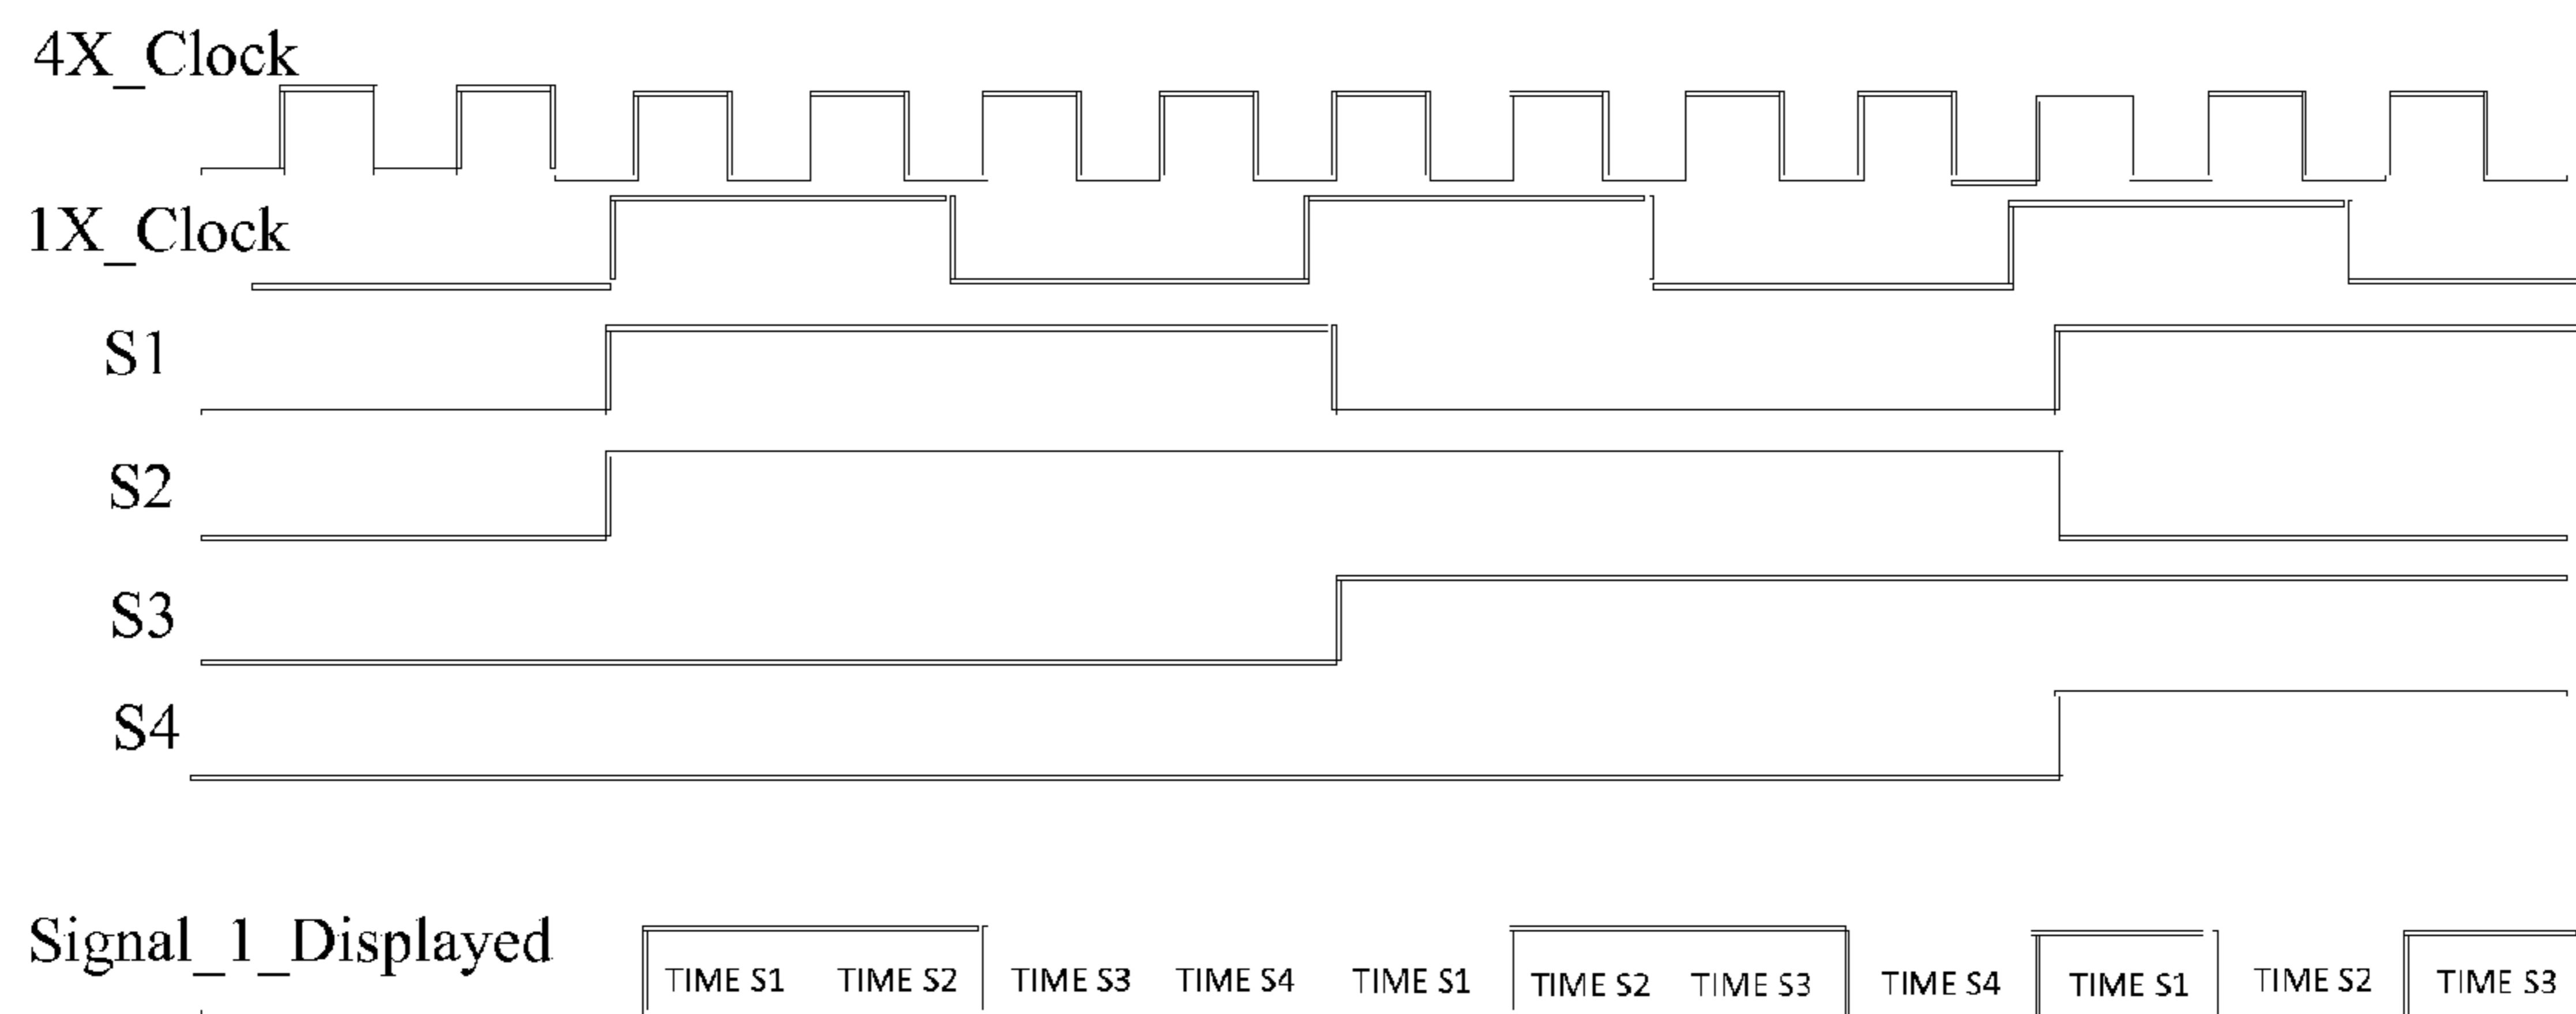 4X_Clock
1X_Clock
S1
S2
S3
S4
Signal_1_Displayed
TIME S1 TIME S2 TIME S3 TIME S4 TIME S1 TIME S2 TIME S3 TIME S4 TIME S1 TIME S2 TIME S3